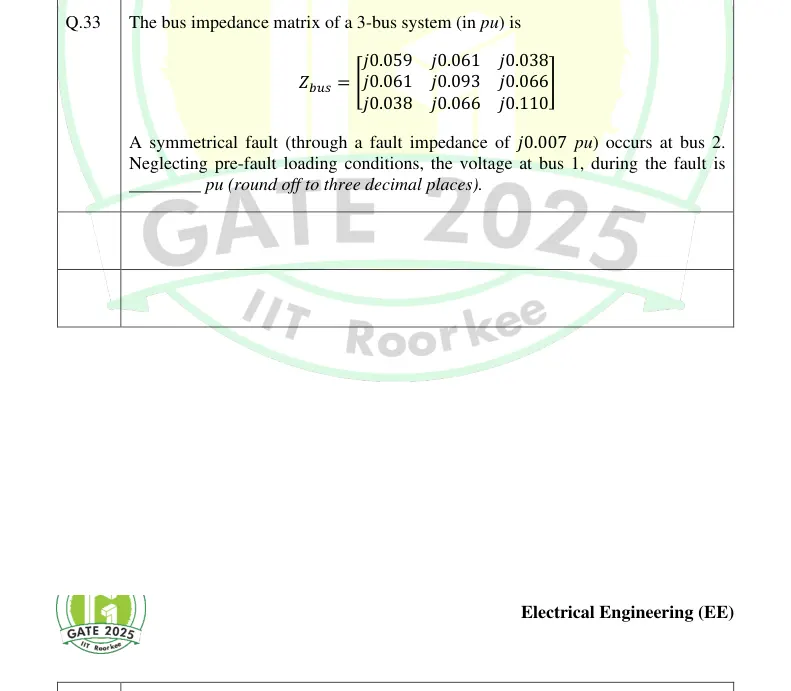 Q.33 The bus impedance matrix of a 3-bus system (in pu) is
j0.059 j0.061 j0.038
Z_bus = [j0.061 j0.093 j0.066]
j0.038 j0.066 j0.110
A symmetrical fault (through a fault impedance of j0.007 pu) occurs at bus 2.
Neglecting pre-fault loading conditions, the voltage at bus 1, during the fault is
_________ pu (round off to three decimal places).
GATE 2025
IIT Roorkee
GATE 2025
IIT Roorkee
Electrical Engineering (EE)